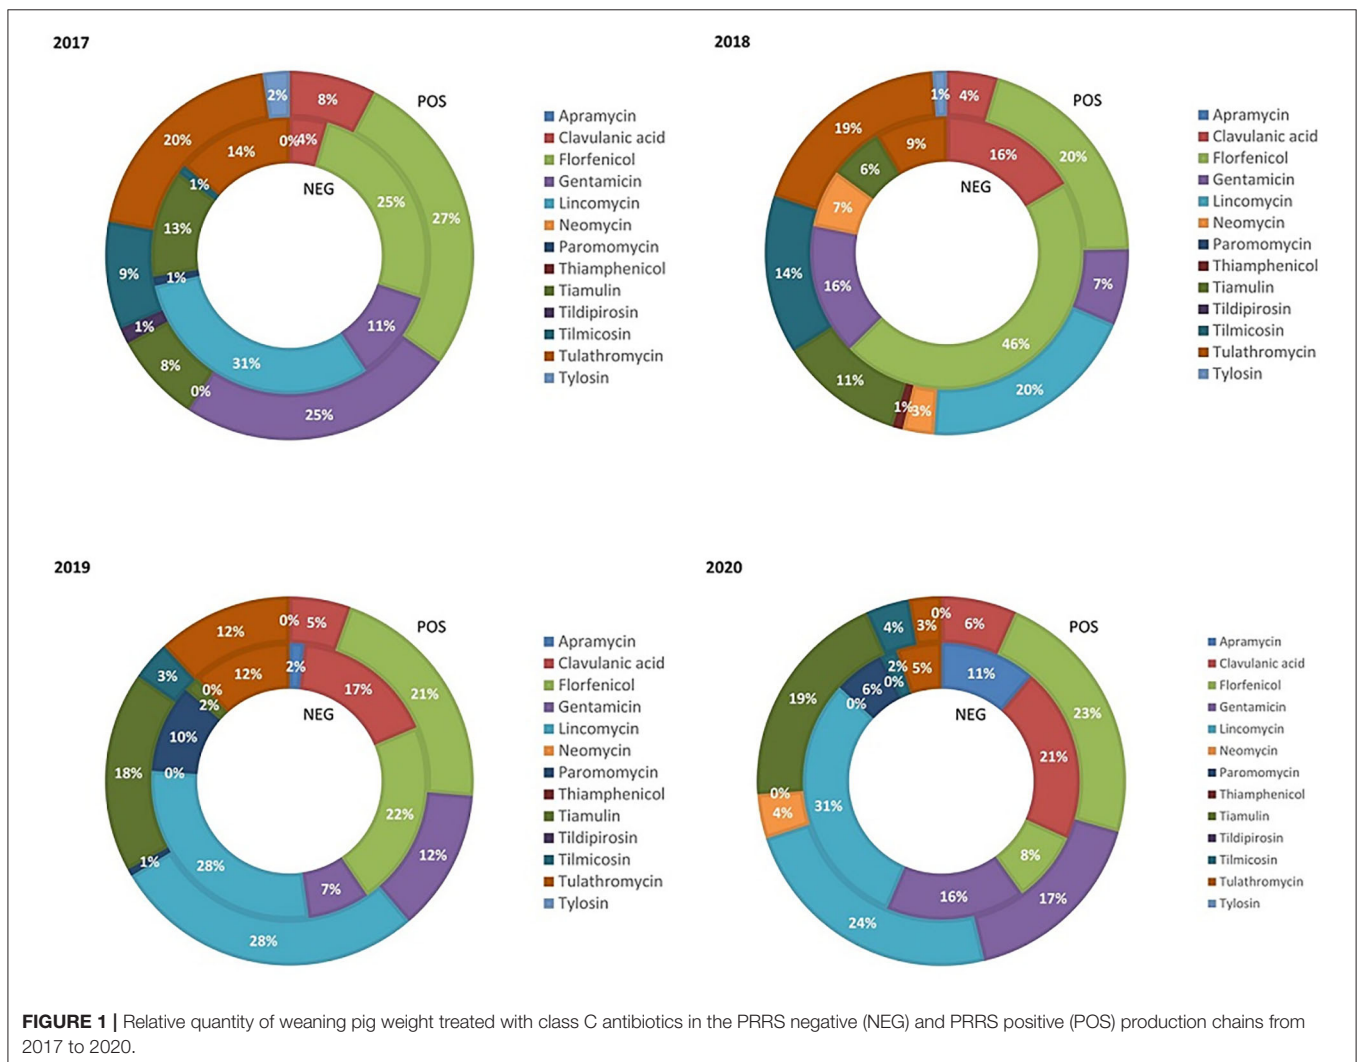 2017
POS
NEG
2%
8%
20%
0%
4%
14%
1%
25%
27%
13%
9%
1%
11%
1%
31%
8%
0%
25%
Apramycin
Clavulanic acid
Florfenicol
Gentamicin
Lincomycin
Neomycin
Paromomycin
Thiamphenicol
Tiamulin
Tildipirosin
Tilmicosin
Tulathromycin
Tylosin
2018
POS
NEG
1%
4%
19%
9%
16%
20%
6%
7%
14%
16%
7%
46%
11%
20%
1%
3%
Apramycin
Clavulanic acid
Florfenicol
Gentamicin
Lincomycin
Neomycin
Paromomycin
Thiamphenicol
Tiamulin
Tildipirosin
Tilmicosin
Tulathromycin
Tylosin
2019
POS
NEG
0%
5%
12%
2%
12%
3%
17%
0%
2%
21%
10%
18%
0%
22%
1%
28%
12%
7%
28%
Apramycin
Clavulanic acid
Florfenicol
Gentamicin
Lincomycin
Neomycin
Paromomycin
Thiamphenicol
Tiamulin
Tildipirosin
Tilmicosin
Tulathromycin
Tylosin
2020
POS
NEG
0%
6%
4%
3%
2%
5%
11%
0%
6%
0%
19%
23%
21%
0%
4%
31%
8%
16%
17%
24%
Apramycin
Clavulanic acid
Florfenicol
Gentamicin
Lincomycin
Neomycin
Paromomycin
Thiamphenicol
Tiamulin
Tildipirosin
Tilmicosin
Tulathromycin
Tylosin
FIGURE 1 | Relative quantity of weaning pig weight treated with class C antibiotics in the PRRS negative (NEG) and PRRS positive (POS) production chains from
2017 to 2020.